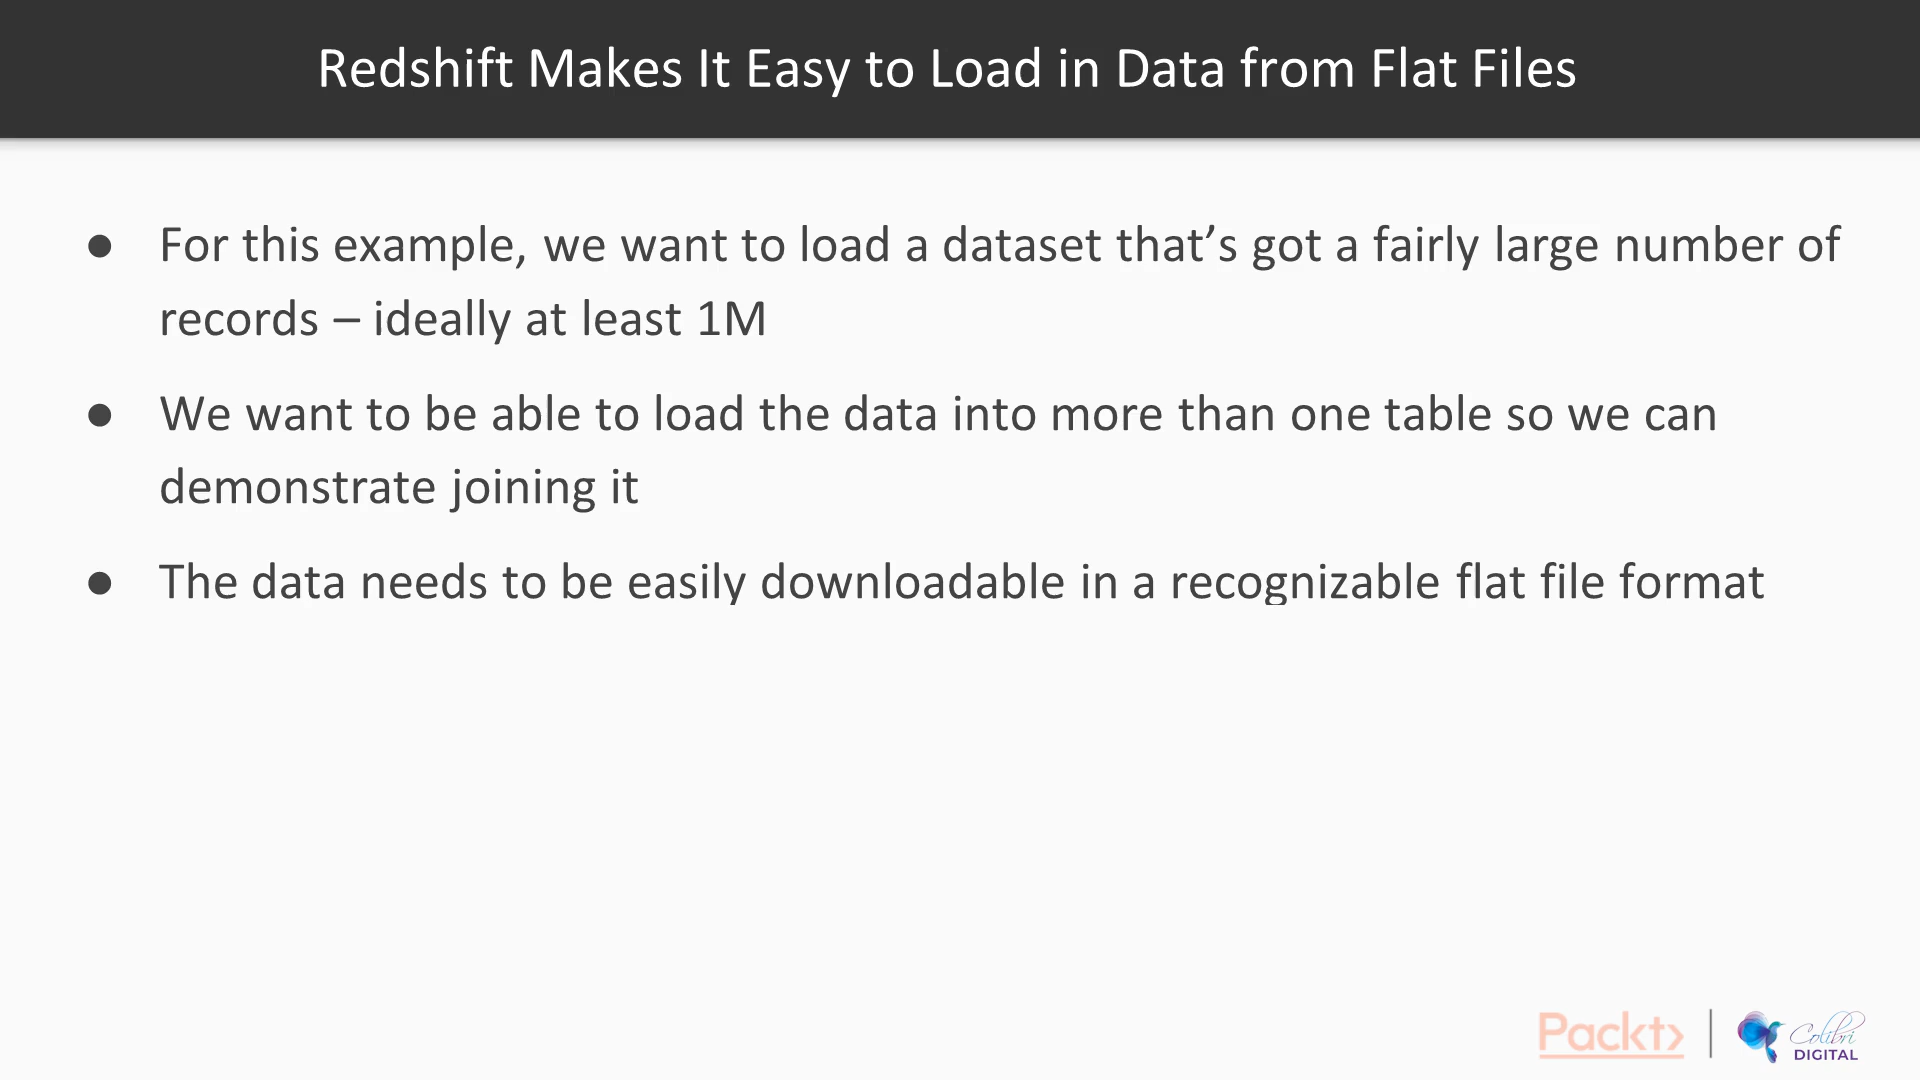 Redshift Makes It Easy to Load in Data from Flat Files
● For this example, we want to load a dataset that’s got a fairly large number of
records – ideally at least 1M
● We want to be able to load the data into more than one table so we can
demonstrate joining it
● The data needs to be easily downloadable in a recognizable flat file format
Packt>
Colibri
DIGITAL